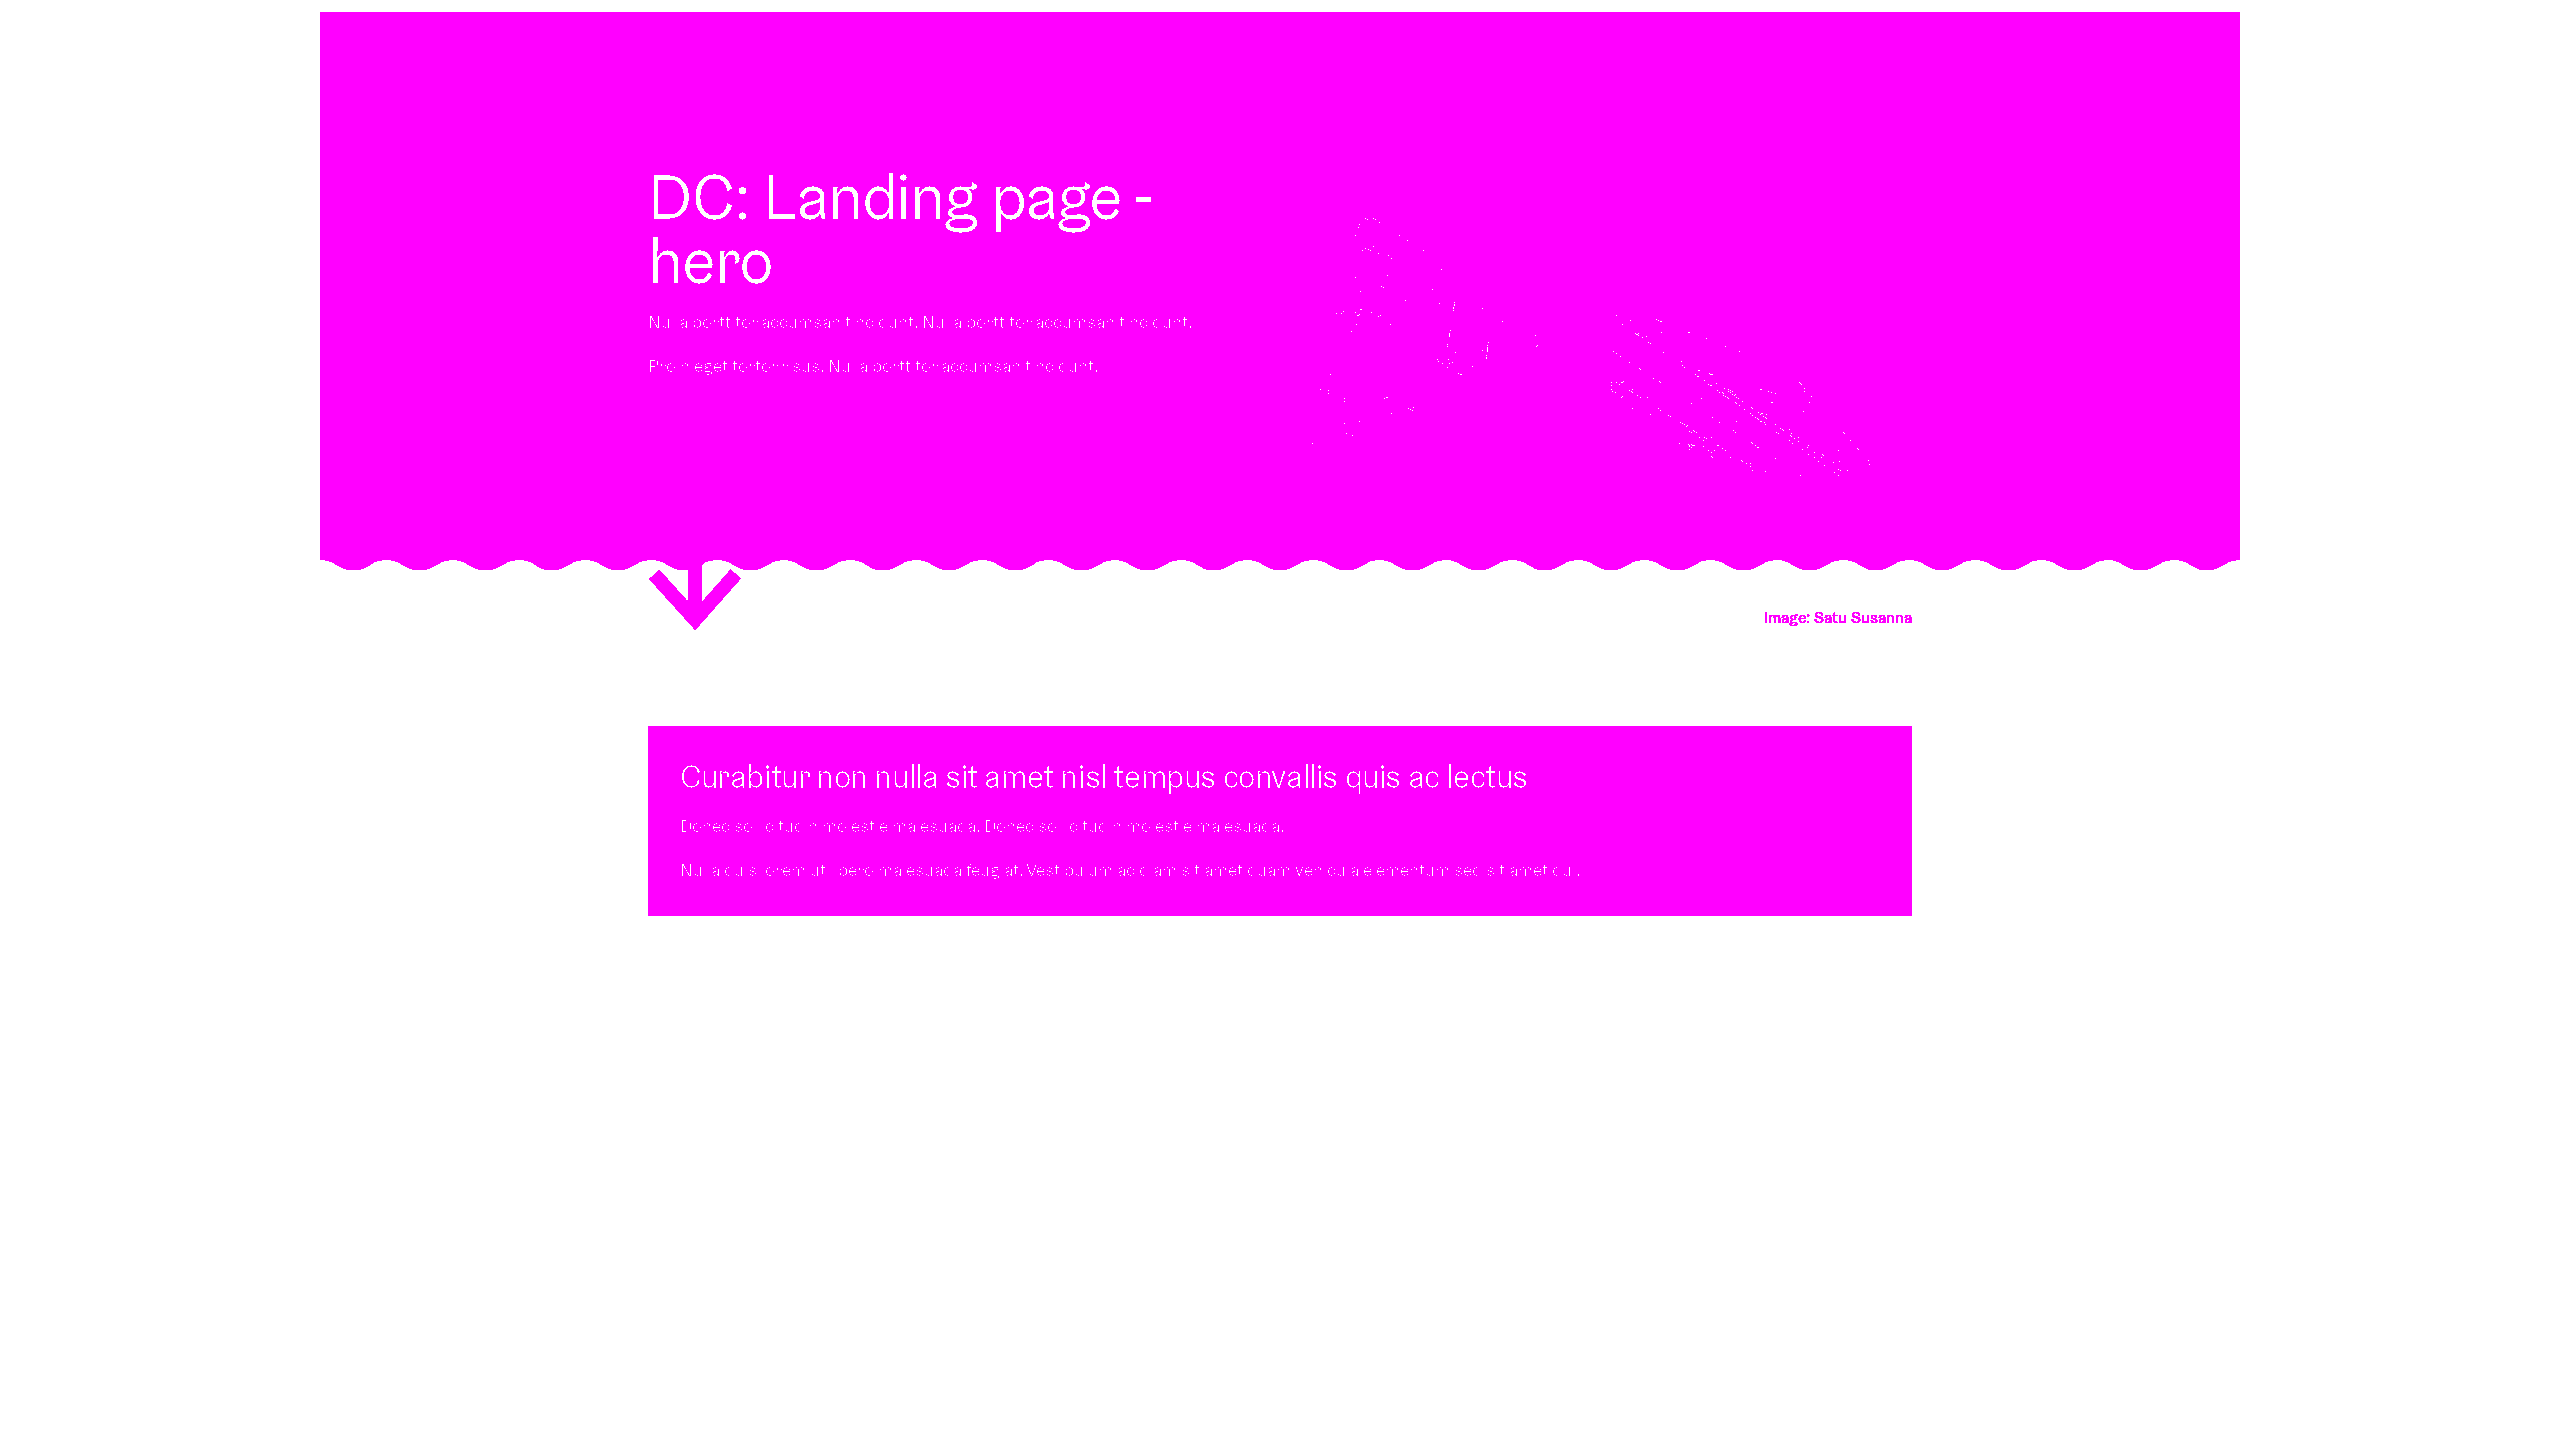 DC: Landing page -
hero
Nulla porttitor accumsan tincidunt. Nulla porttitor accumsan tincidunt.
Proin eget tortor risus. Nulla porttitor accumsan tincidunt.
Image: Satu Susanna
Curabitur non nulla sit amet nisl tempus convallis quis ac lectus
Donec sollicitudin molestie malesuada. Donec sollicitudin molestie malesuada.
Nulla quis lorem ut libero malesuada feugiat. Vestibulum ac diam sit amet quam vehicula elementum sed sit amet dui.